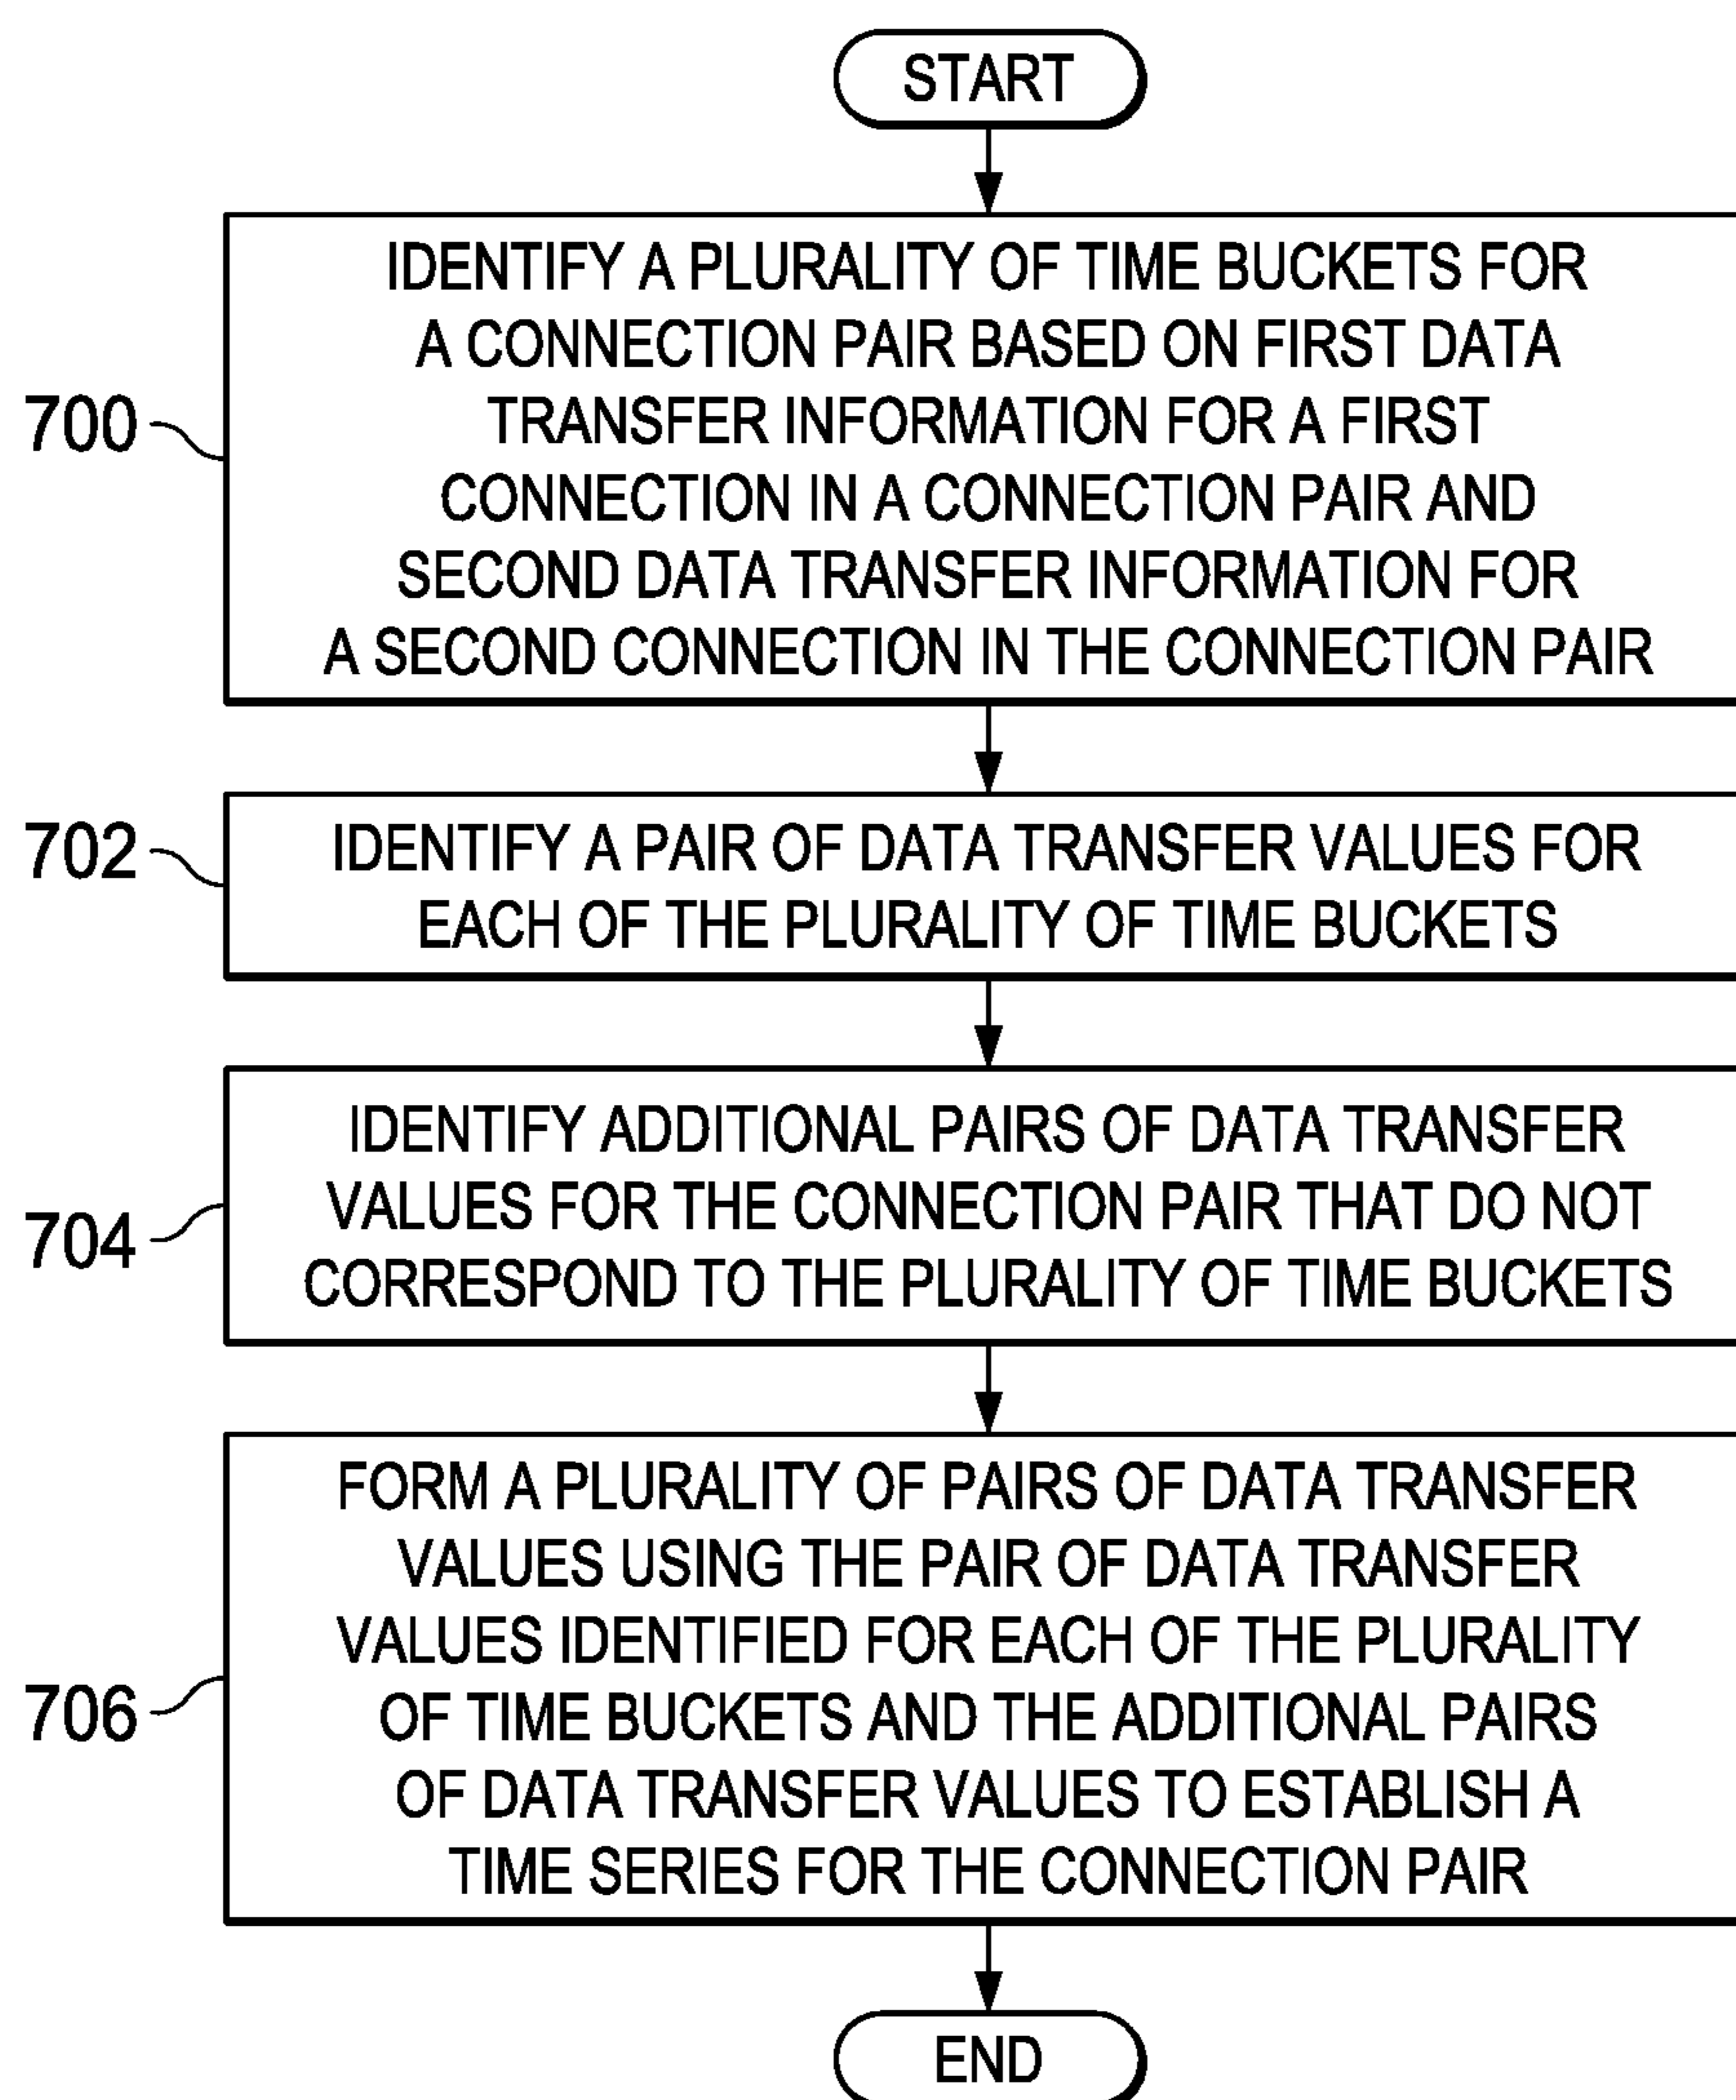 START
IDENTIFY A PLURALITY OF TIME BUCKETS FOR
A CONNECTION PAIR BASED ON FIRST DATA
TRANSFER INFORMATION FOR A FIRST
CONNECTION IN A CONNECTION PAIR AND
SECOND DATA TRANSFER INFORMATION FOR
A SECOND CONNECTION IN THE CONNECTION PAIR
700
IDENTIFY A PAIR OF DATA TRANSFER VALUES FOR
EACH OF THE PLURALITY OF TIME BUCKETS
702
IDENTIFY ADDITIONAL PAIRS OF DATA TRANSFER
VALUES FOR THE CONNECTION PAIR THAT DO NOT
CORRESPOND TO THE PLURALITY OF TIME BUCKETS
704
FORM A PLURALITY OF PAIRS OF DATA TRANSFER
VALUES USING THE PAIR OF DATA TRANSFER
VALUES IDENTIFIED FOR EACH OF THE PLURALITY
OF TIME BUCKETS AND THE ADDITIONAL PAIRS
OF DATA TRANSFER VALUES TO ESTABLISH A
TIME SERIES FOR THE CONNECTION PAIR
706
END